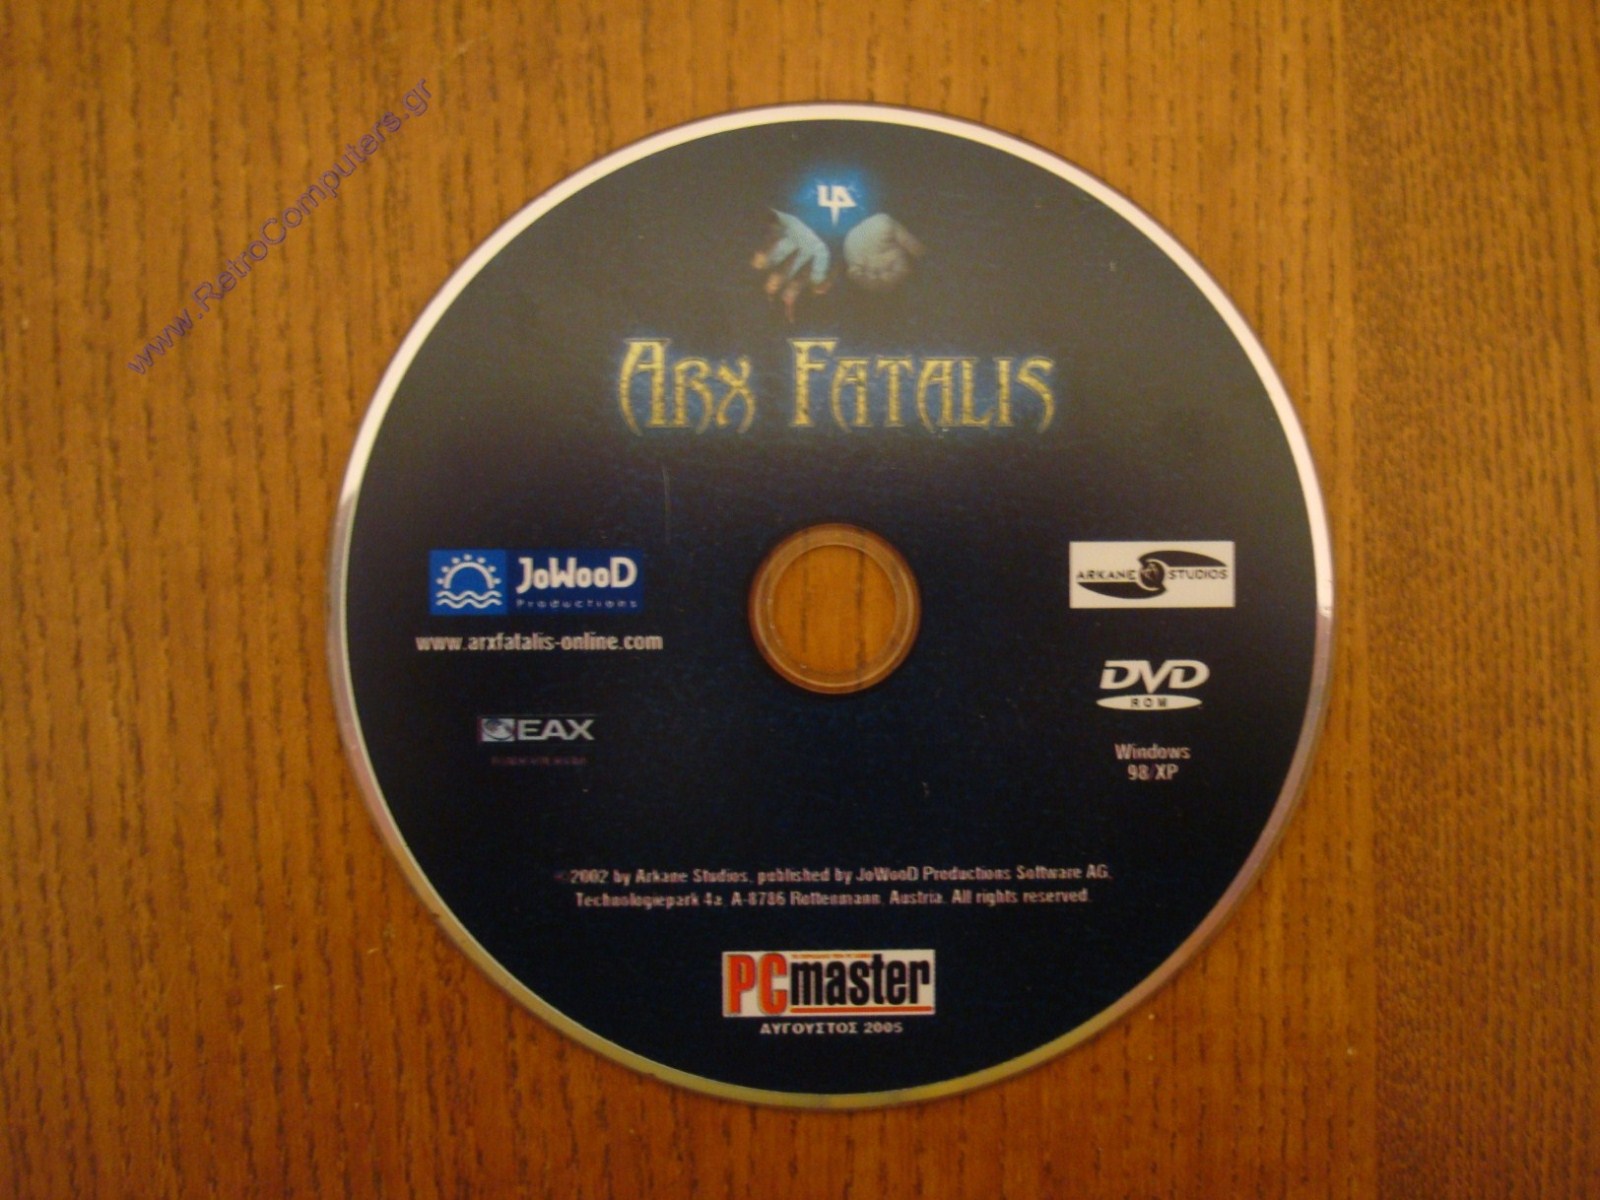 www.RetroComputers.gr
ARX FATALIS
JoWooD
Productions
ARKANE STUDIOS
www.arxfatalis-online.com
DVD
ROM
EAX
Windows
98/XP
©2002 by Arkane Studios, published by JoWooD Productions Software AG,
Technologiepark 4a, A-8786 Rottenmann, Austria. All rights reserved.
PCmaster
ΑΥΓΟΥΣΤΟΣ 2005